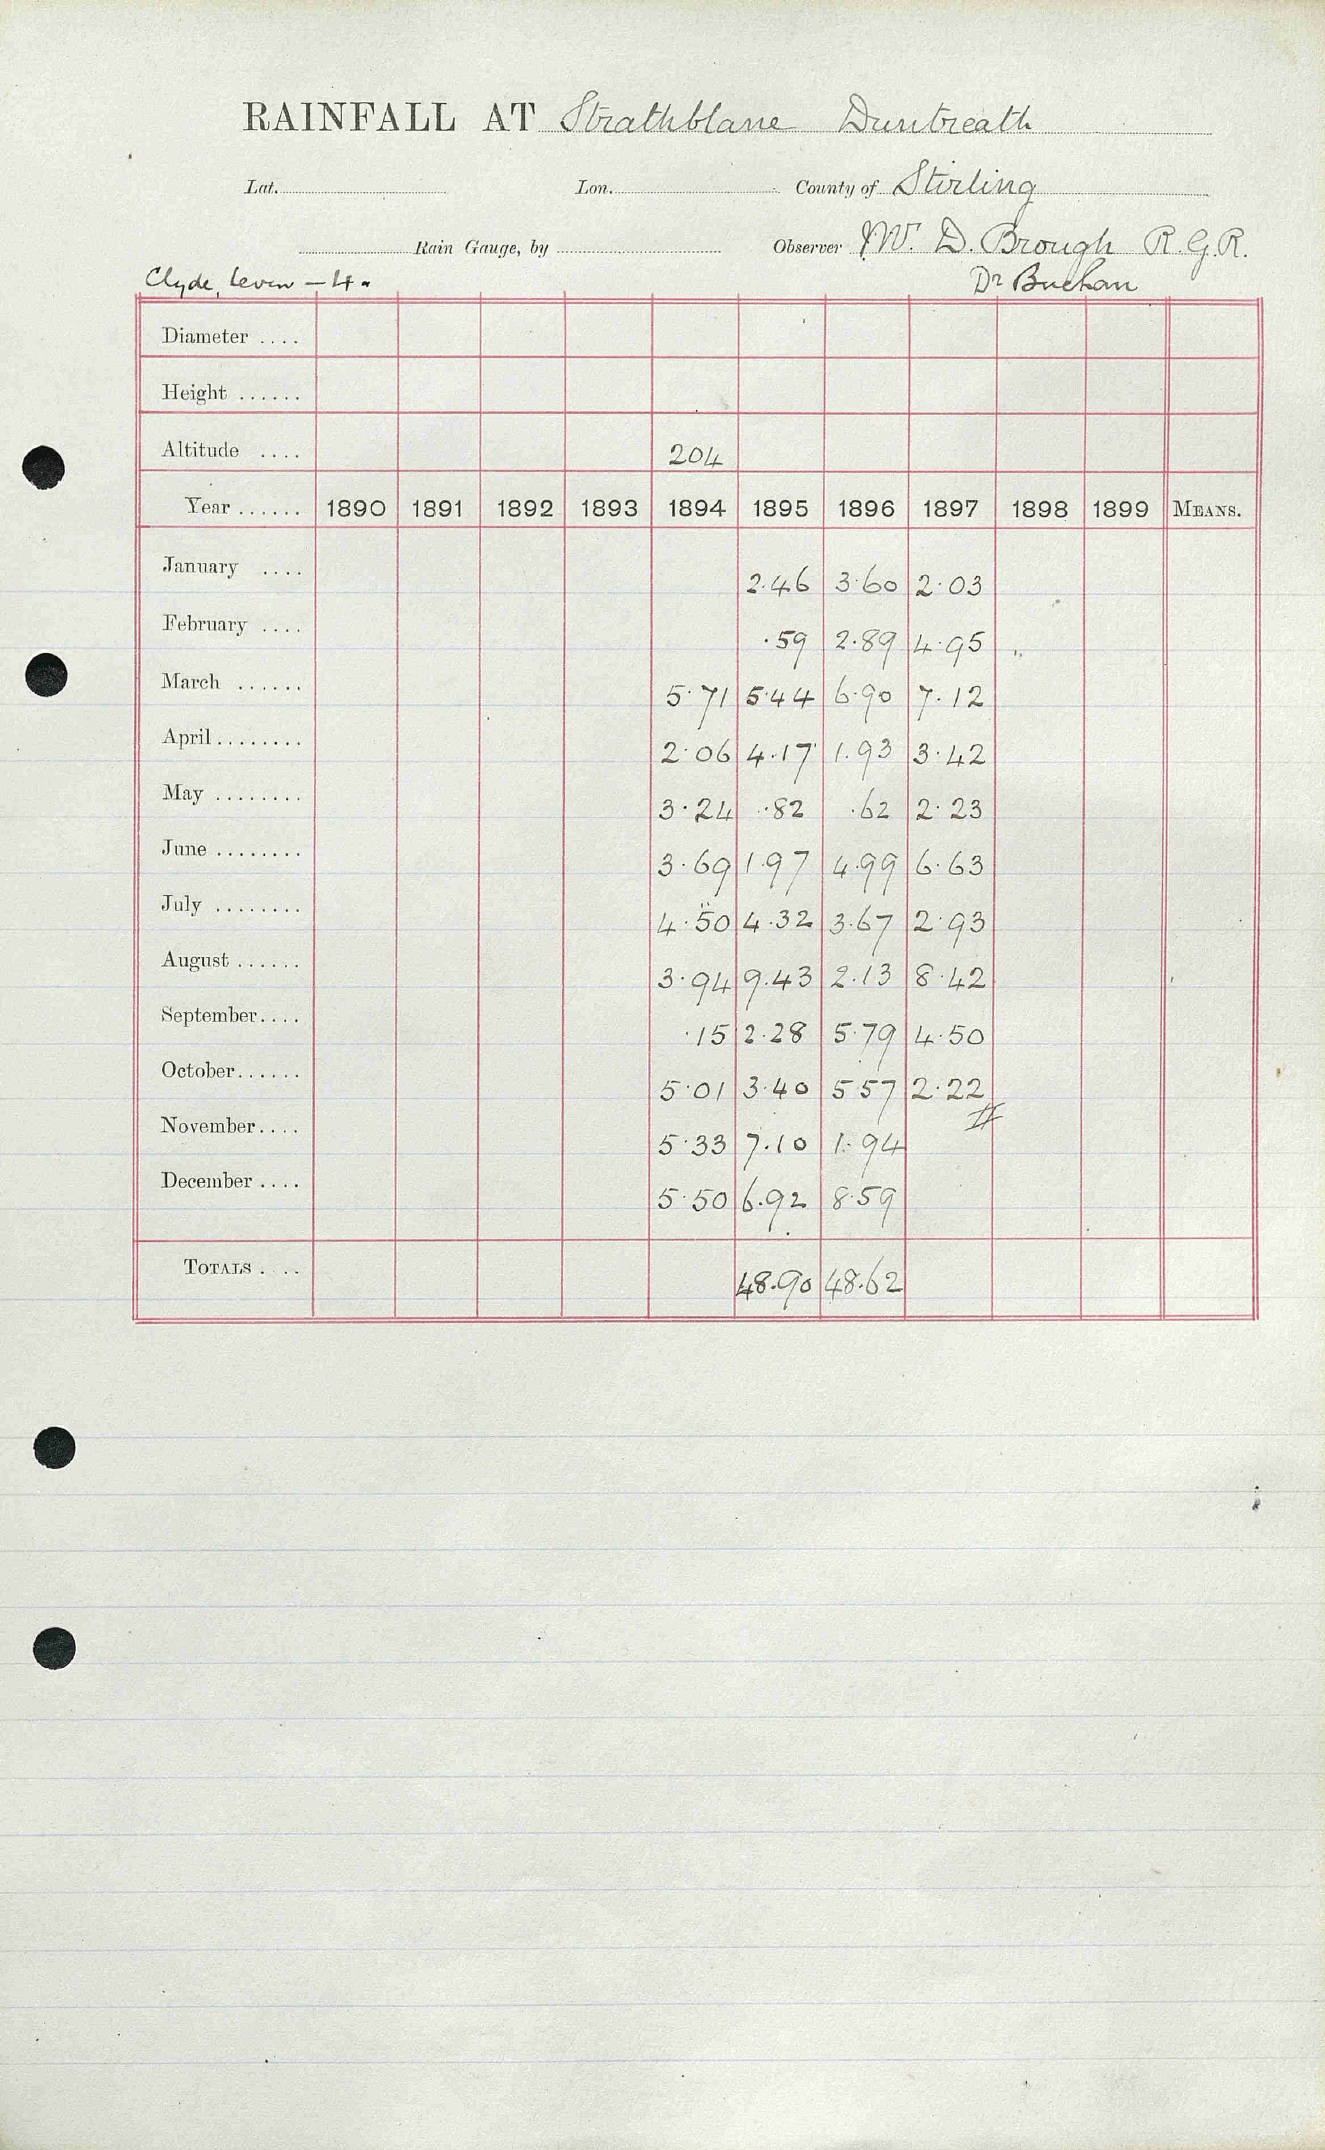 RAINFALL AT Strathblane Duntreath
Lat. Lon. County of Stirling
Rain Gauge, by Observer W. D. Brough R.G.R.
Clyde, Leven – 4. Dr Buchan
Diameter ....
Height ......
Altitude .... 204
Year ...... 1890 1891 1892 1893 1894 1895 1896 1897 1898 1899 MEANS.
January .... 2.46 3.60 2.03
February .... .59 2.89 4.95
March ...... 5.71 5.44 6.90 7.12
April ........ 2.06 4.17 1.93 3.42
May ........ 3.24 .82 .62 2.23
June ........ 3.69 1.97 4.99 6.63
July ........ 4.50 4.32 3.67 2.93
August ...... 3.94 9.43 2.13 8.42
September.... .15 2.28 5.79 4.50
October...... 5.01 3.40 5.57 2.22
November.... 5.33 7.10 1.94
December .... 5.50 6.92 8.59
TOTALS .... 48.90 48.62